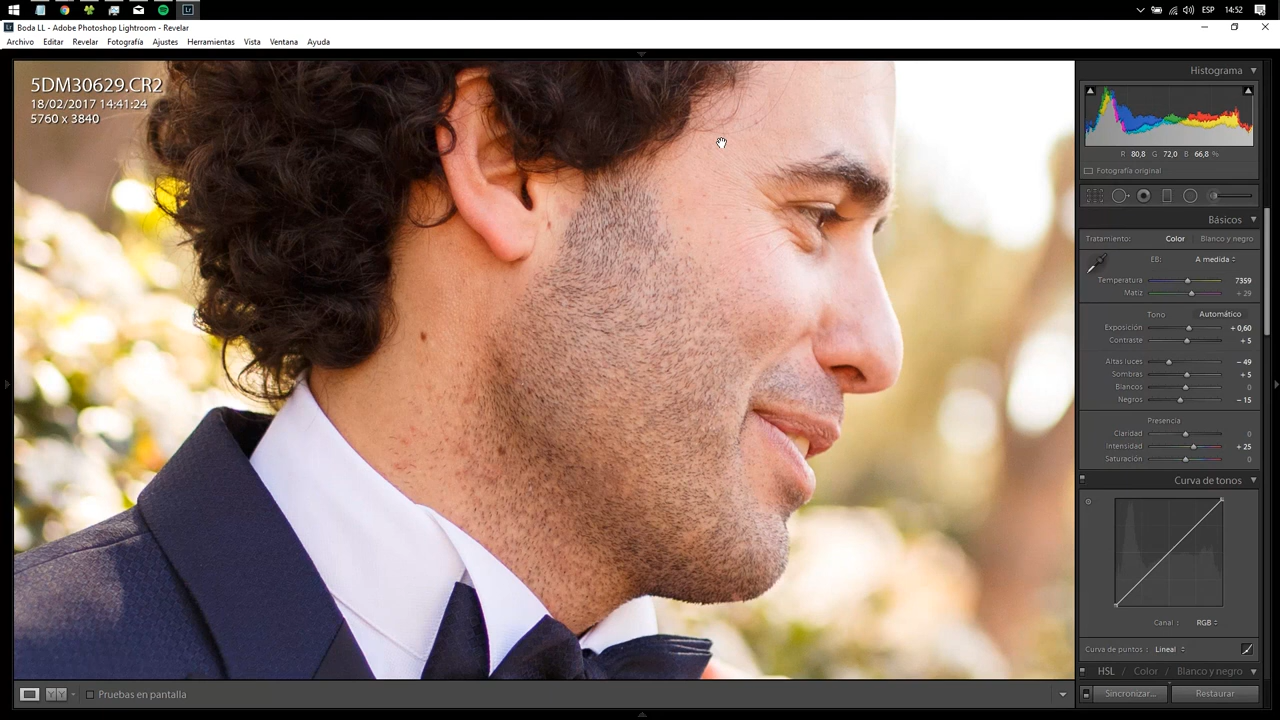 ESP 14:52
Boda LL - Adobe Photoshop Lightroom - Revelar
Archivo Editar Revelar Fotografía Ajustes Herramientas Vista Ventana Ayuda
5DM30629.CR2
18/02/2017 14:41:24
5760 x 3840
Histograma
R 80,8 G 72,0 B 66,8 %
Fotografía original
Básicos
Tratamiento: Color Blanco y negro
EB: A medida
Temperatura 7359
Matiz + 29
Tono Automático
Exposición + 0,60
Contraste + 5
Altas luces − 49
Sombras + 5
Blancos 0
Negros − 15
Presencia
Claridad 0
Intensidad + 25
Saturación 0
Curva de tonos
Canal : RGB
Curva de puntos : Lineal
HSL / Color / Blanco y negro
Pruebas en pantalla
Sincronizar... Restaurar